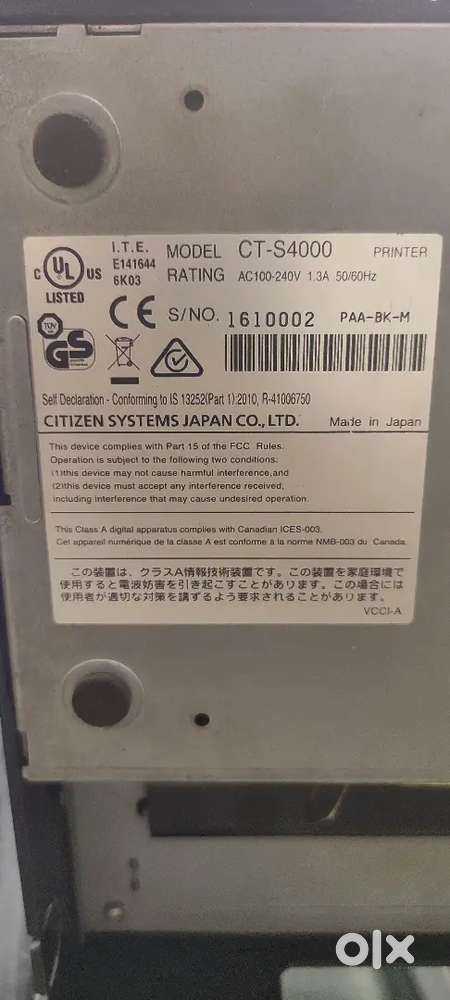 C UL US
LISTED
I.T.E.
E141644
6K03
MODEL CT-S4000 PRINTER
RATING AC100-240V 1.3A 50/60Hz
CE S/NO. 1610002 PAA-BK-M
TÜV
GS
Self Declaration - Conforming to IS 13252(Part 1):2010, R-41006750
CITIZEN SYSTEMS JAPAN CO., LTD. Made in Japan
This device complies with Part 15 of the FCC Rules.
Operation is subject to the following two conditions:
(1)this device may not cause harmful interference,and
(2)this device must accept any interference received,
including interference that may cause undesired operation.
This Class A digital apparatus complies with Canadian ICES-003.
Cet appareil numérique de la classe A est conforme à la norme NMB-003 du Canada.
この装置は、クラスA情報技術装置です。この装置を家庭環境で
使用すると電波妨害を引き起こすことがあります。この場合には
使用者が適切な対策を講ずるよう要求されることがあります。
VCCI-A
olx